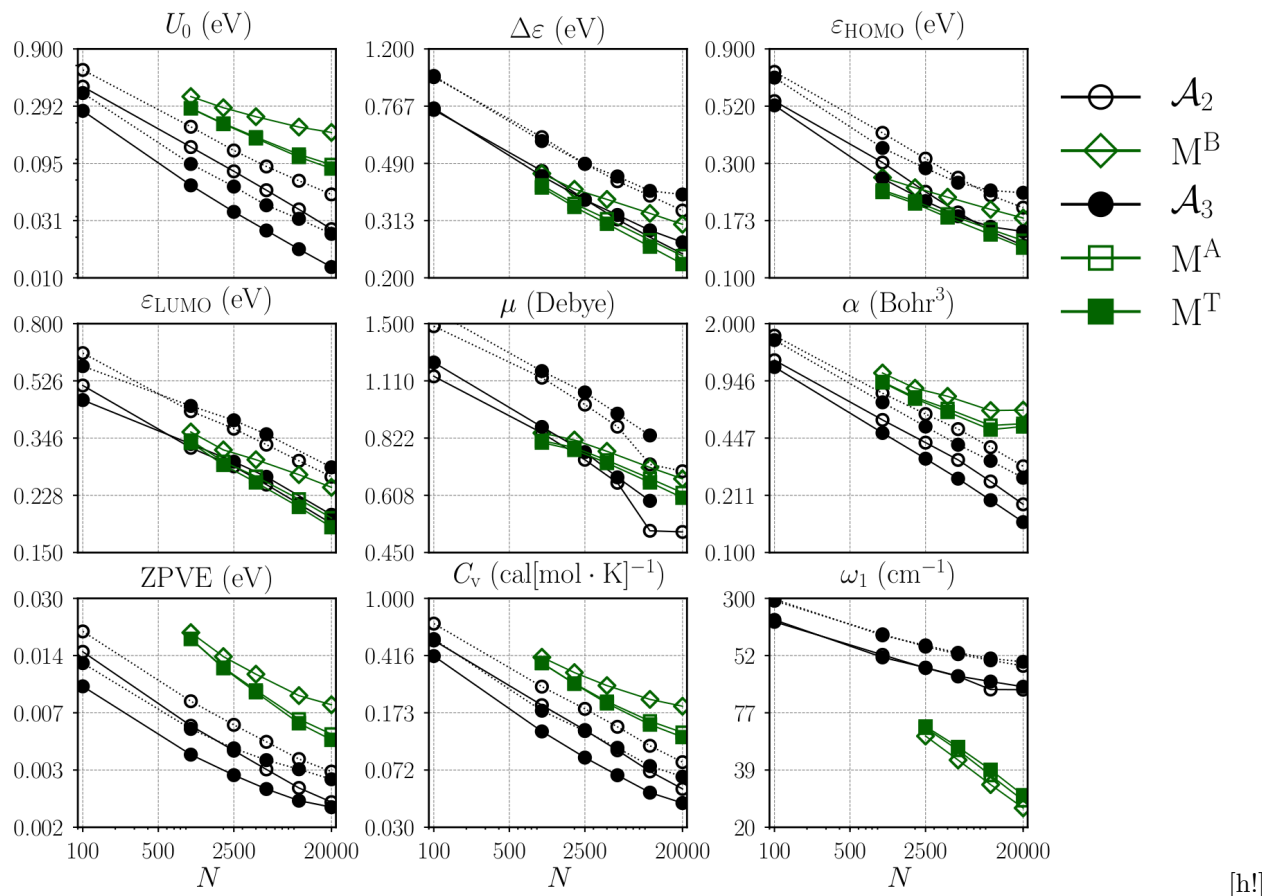 U₀ (eV)
Δε (eV)
ε_HOMO (eV)
0.900
0.292
0.095
0.031
0.010
1.200
0.767
0.490
0.313
0.200
0.900
0.520
0.300
0.173
0.100
𝒜₂
M^B
𝒜₃
M^A
M^T
ε_LUMO (eV)
μ (Debye)
α (Bohr³)
0.800
0.526
0.346
0.228
0.150
1.500
1.110
0.822
0.608
0.450
2.000
0.946
0.447
0.211
0.100
ZPVE (eV)
C_v (cal[mol · K]⁻¹)
ω₁ (cm⁻¹)
0.030
0.014
0.007
0.003
0.002
1.000
0.416
0.173
0.072
0.030
300
52
77
39
20
100 500 2500 20000
100 500 2500 20000
100 500 2500 20000
N
N
N
[h!]